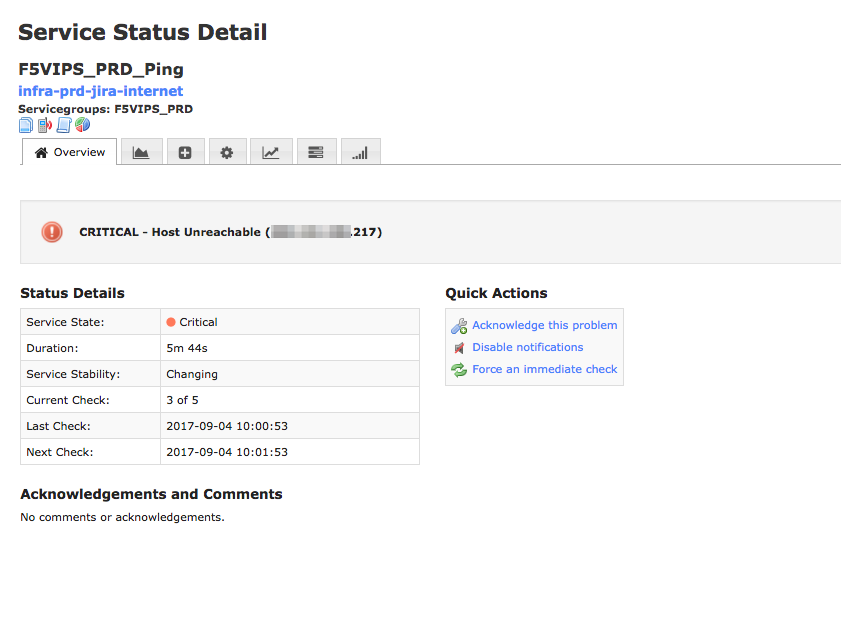 Service Status Detail
F5VIPS_PRD_Ping
infra-prd-jira-internet
Servicegroups: F5VIPS_PRD
Overview
CRITICAL - Host Unreachable ( .217)
Status Details
Service State: Critical
Duration: 5m 44s
Service Stability: Changing
Current Check: 3 of 5
Last Check: 2017-09-04 10:00:53
Next Check: 2017-09-04 10:01:53
Quick Actions
Acknowledge this problem
Disable notifications
Force an immediate check
Acknowledgements and Comments
No comments or acknowledgements.